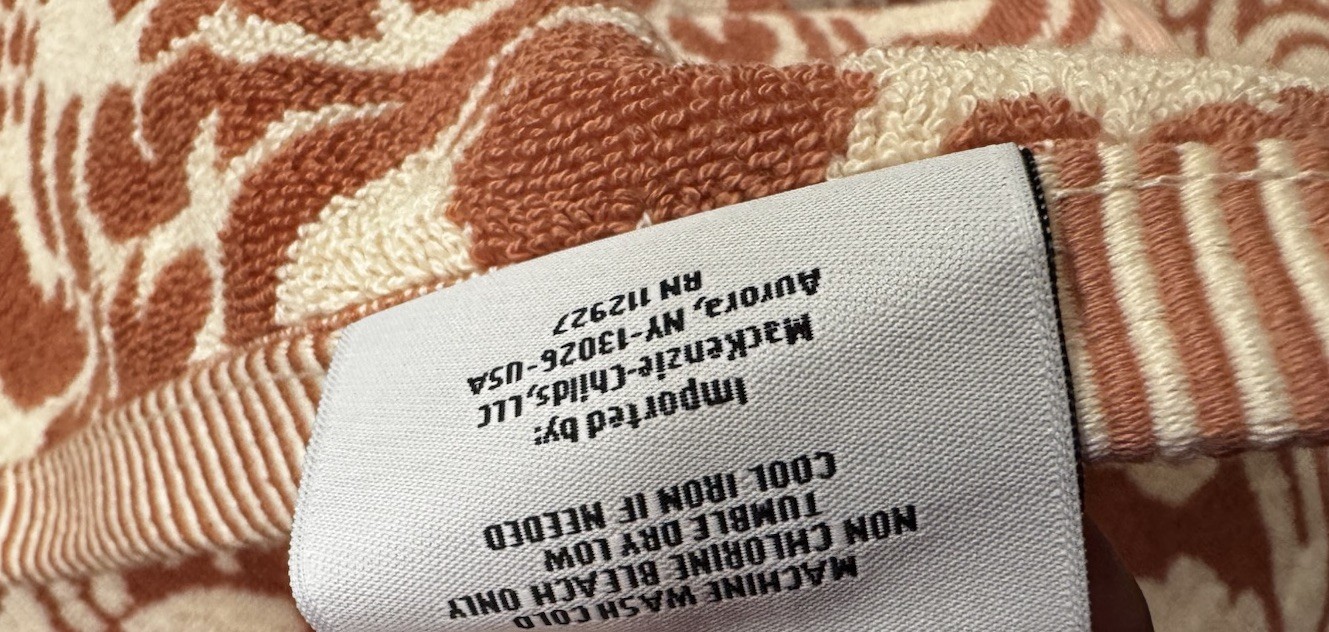 MACHINE WASH COLD
NON CHLORINE BLEACH ONLY
TUMBLE DRY LOW
COOL IRON IF NEEDED
Imported by:
MacKenzie-Childs, LLC
Aurora, NY-13026-USA
RN 112927